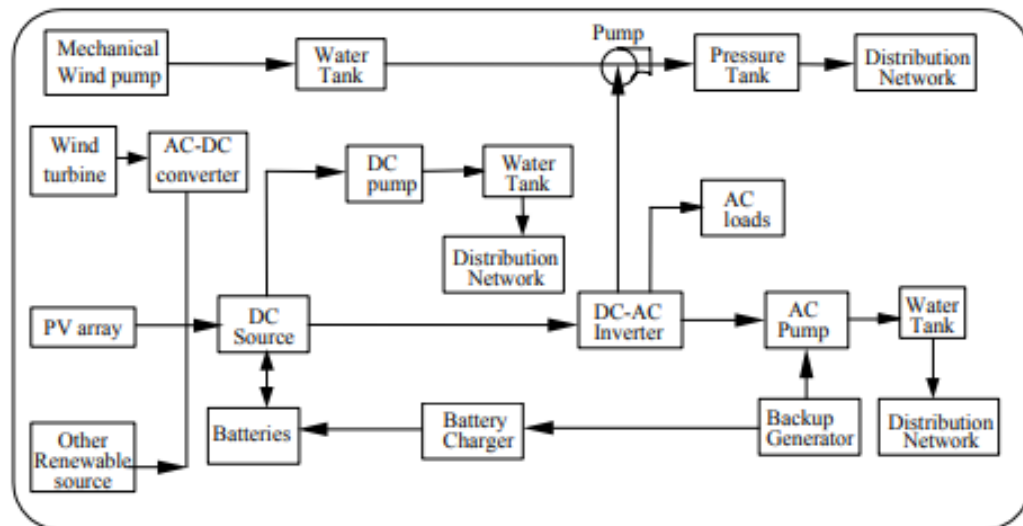 Mechanical
Wind pump
Water
Tank
Pump
Pressure
Tank
Distribution
Network
Wind
turbine
AC-DC
converter
DC
pump
Water
Tank
AC
loads
Distribution
Network
PV array
DC
Source
DC-AC
Inverter
AC
Pump
Water
Tank
Batteries
Battery
Charger
Backup
Generator
Distribution
Network
Other
Renewable
source